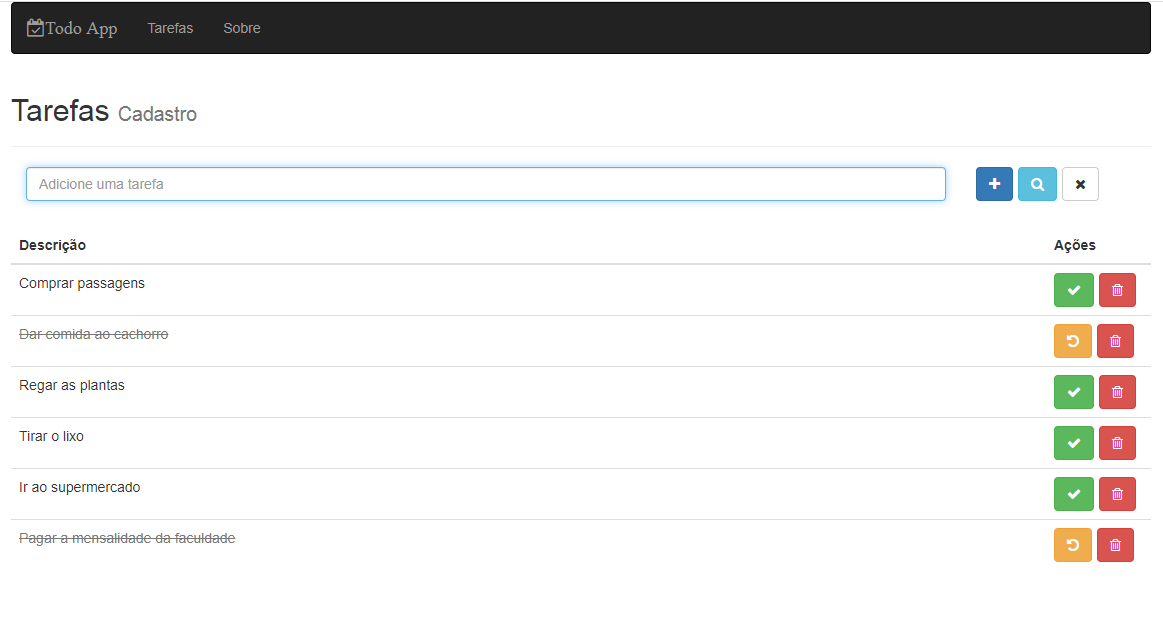 Todo App Tarefas Sobre
Tarefas Cadastro
Adicione uma tarefa
Descrição Ações
Comprar passagens
Dar comida ao cachorro
Regar as plantas
Tirar o lixo
Ir ao supermercado
Pagar a mensalidade da faculdade